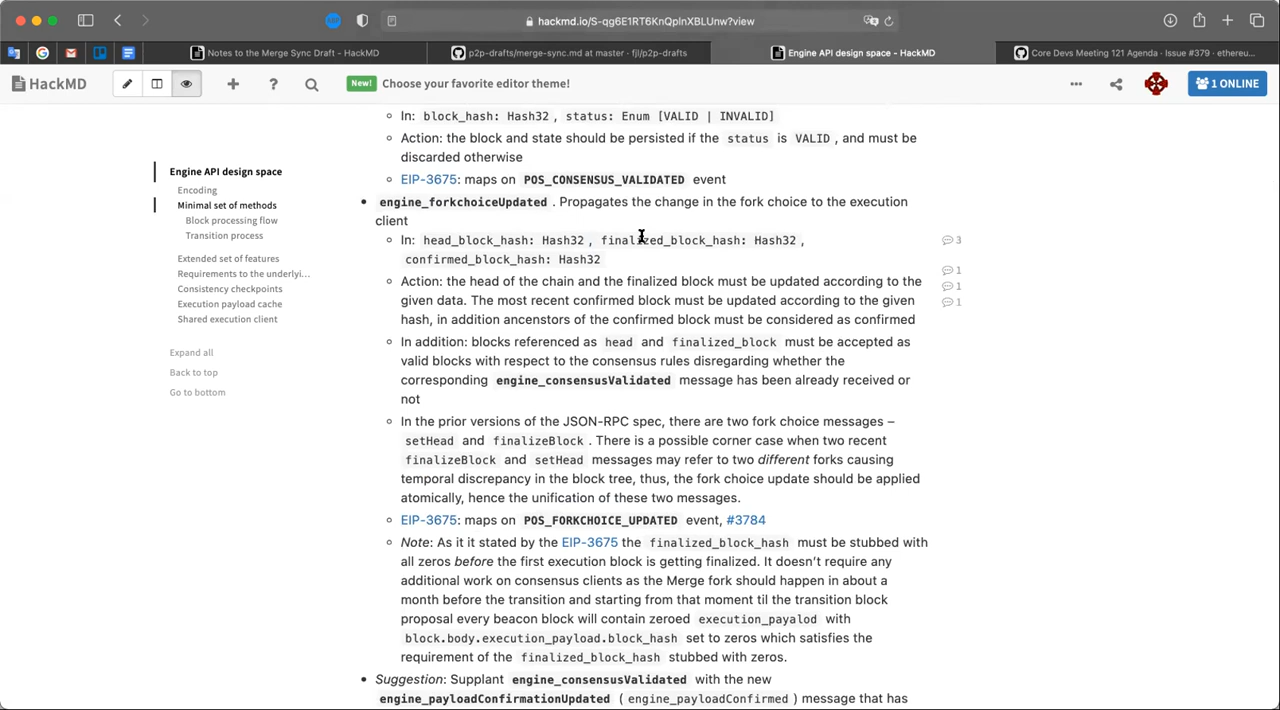 hackmd.io/S-qg6E1RT6KnQpInXBLUnw?view
Notes to the Merge Sync Draft - HackMD
p2p-drafts/merge-sync.md at master · fjl/p2p-drafts
Engine API design space - HackMD
Core Devs Meeting 121 Agenda · Issue #379 · ethereu...
HackMD
New! Choose your favorite editor theme!
1 ONLINE
Engine API design space
Encoding
Minimal set of methods
Block processing flow
Transition process
Extended set of features
Requirements to the underlyi...
Consistency checkpoints
Execution payload cache
Shared execution client
Expand all
Back to top
Go to bottom
In: block_hash: Hash32 , status: Enum [VALID | INVALID]
Action: the block and state should be persisted if the status is VALID , and must be
discarded otherwise
EIP-3675: maps on POS_CONSENSUS_VALIDATED event
engine_forkchoiceUpdated . Propagates the change in the fork choice to the execution
client
In: head_block_hash: Hash32 , finalized_block_hash: Hash32 ,
confirmed_block_hash: Hash32
3
Action: the head of the chain and the finalized block must be updated according to the
given data. The most recent confirmed block must be updated according to the given
hash, in addition ancenstors of the confirmed block must be considered as confirmed
1
1
1
In addition: blocks referenced as head and finalized_block must be accepted as
valid blocks with respect to the consensus rules disregarding whether the
corresponding engine_consensusValidated message has been already received or
not
In the prior versions of the JSON-RPC spec, there are two fork choice messages –
setHead and finalizeBlock . There is a possible corner case when two recent
finalizeBlock and setHead messages may refer to two different forks causing
temporal discrepancy in the block tree, thus, the fork choice update should be applied
atomically, hence the unification of these two messages.
EIP-3675: maps on POS_FORKCHOICE_UPDATED event, #3784
Note: As it it stated by the EIP-3675 the finalized_block_hash must be stubbed with
all zeros before the first execution block is getting finalized. It doesn't require any
additional work on consensus clients as the Merge fork should happen in about a
month before the transition and starting from that moment til the transition block
proposal every beacon block will contain zeroed execution_payalod with
block.body.execution_payload.block_hash set to zeros which satisfies the
requirement of the finalized_block_hash stubbed with zeros.
Suggestion: Supplant engine_consensusValidated with the new
engine_payloadConfirmationUpdated ( engine_payloadConfirmed ) message that has